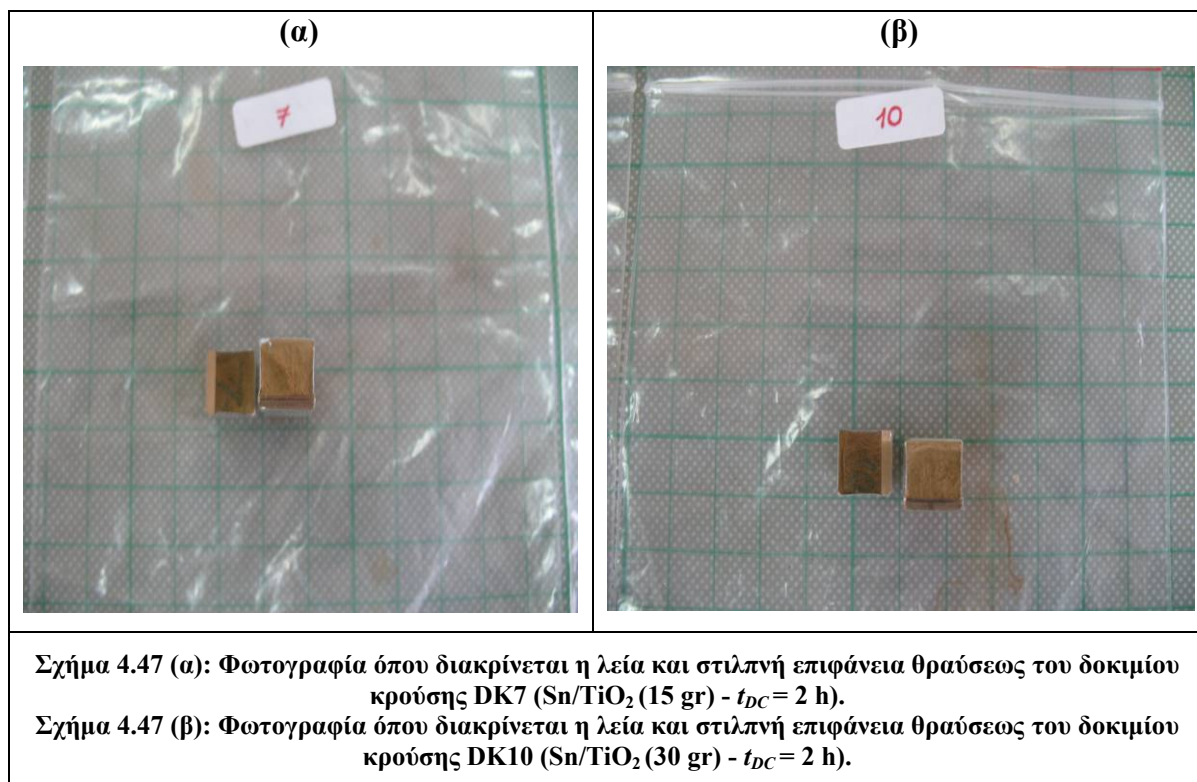 (α)
(β)
7
10
Σχήμα 4.47 (α): Φωτογραφία όπου διακρίνεται η λεία και στιλπνή επιφάνεια θραύσεως του δοκιμίου
κρούσης DK7 (Sn/TiO₂ (15 gr) - t_DC = 2 h).
Σχήμα 4.47 (β): Φωτογραφία όπου διακρίνεται η λεία και στιλπνή επιφάνεια θραύσεως του δοκιμίου
κρούσης DK10 (Sn/TiO₂ (30 gr) - t_DC = 2 h).